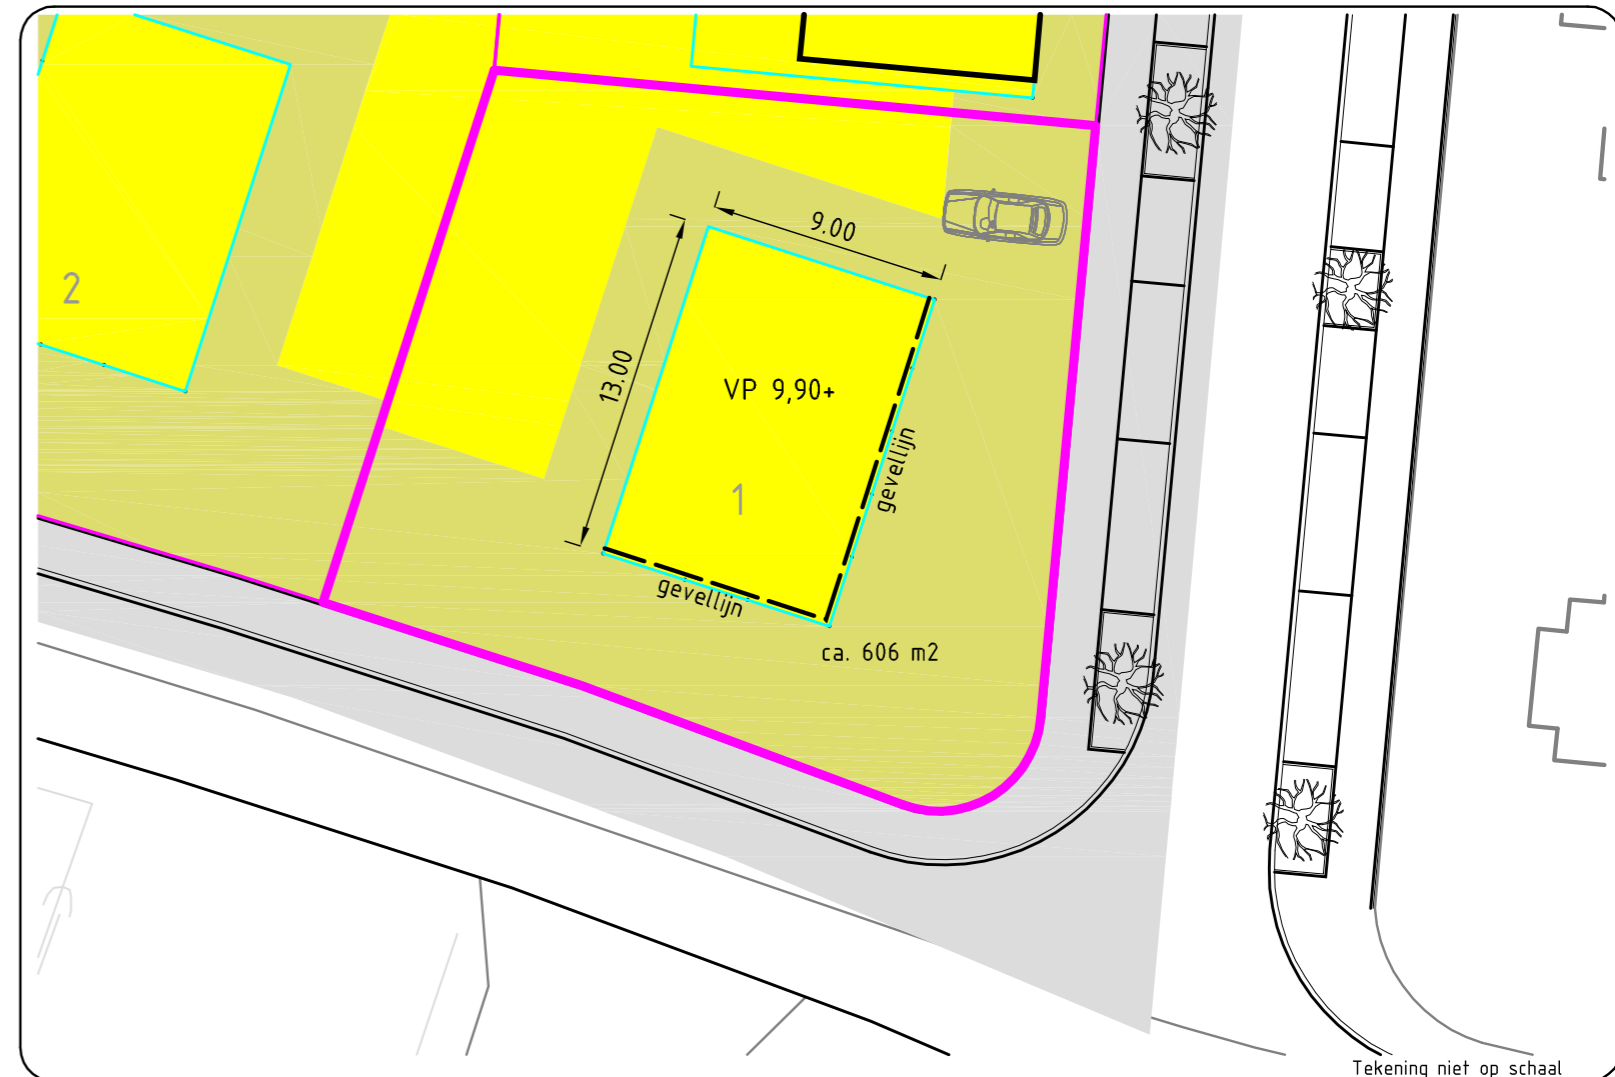 9.00
2
13.00
VP 9,90+
gevellijn
1
gevellijn
ca. 606 m2
Tekening niet op schaal